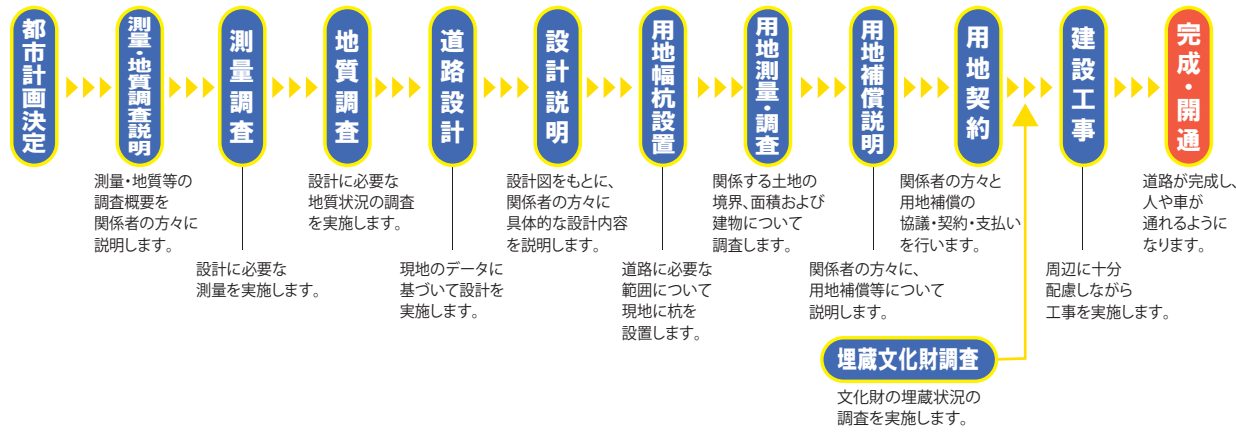 都市計画決定
測量・地質調査説明
測量調査
地質調査
道路設計
設計説明
用地幅杭設置
用地測量・調査
用地補償説明
用地契約
建設工事
完成・開通
測量・地質等の
調査概要を
関係者の方々に
説明します。
設計に必要な
測量を実施します。
設計に必要な
地質状況の調査
を実施します。
現地のデータに
基づいて設計を
実施します。
設計図をもとに、
関係者の方々に
具体的な設計内容
を説明します。
道路に必要な
範囲について
現地に杭を
設置します。
関係する土地の
境界、面積および
建物について
調査します。
関係者の方々に、
用地補償等について
説明します。
関係者の方々と
用地補償の
協議・契約・支払い
を行います。
周辺に十分
配慮しながら
工事を実施します。
道路が完成し、
人や車が
通れるように
なります。
埋蔵文化財調査
文化財の埋蔵状況の
調査を実施します。